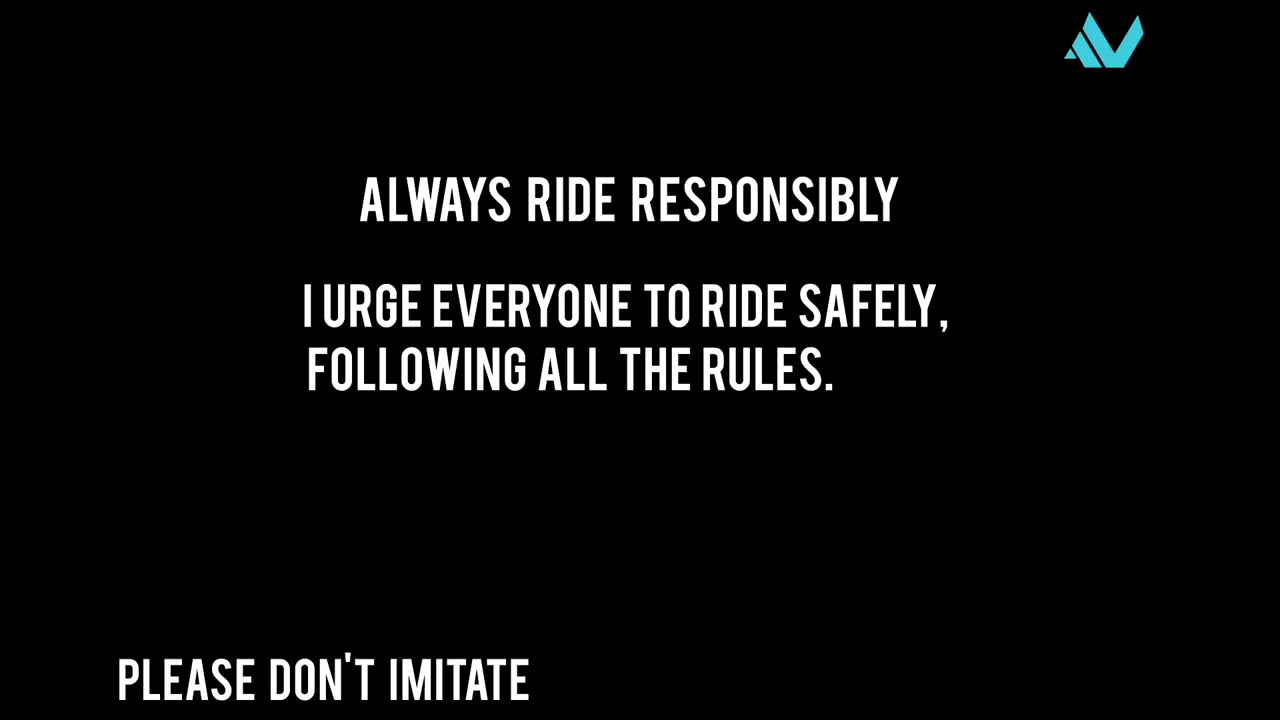 ALWAYS RIDE RESPONSIBLY
I URGE EVERYONE TO RIDE SAFELY,
FOLLOWING ALL THE RULES.
PLEASE DON'T IMITATE